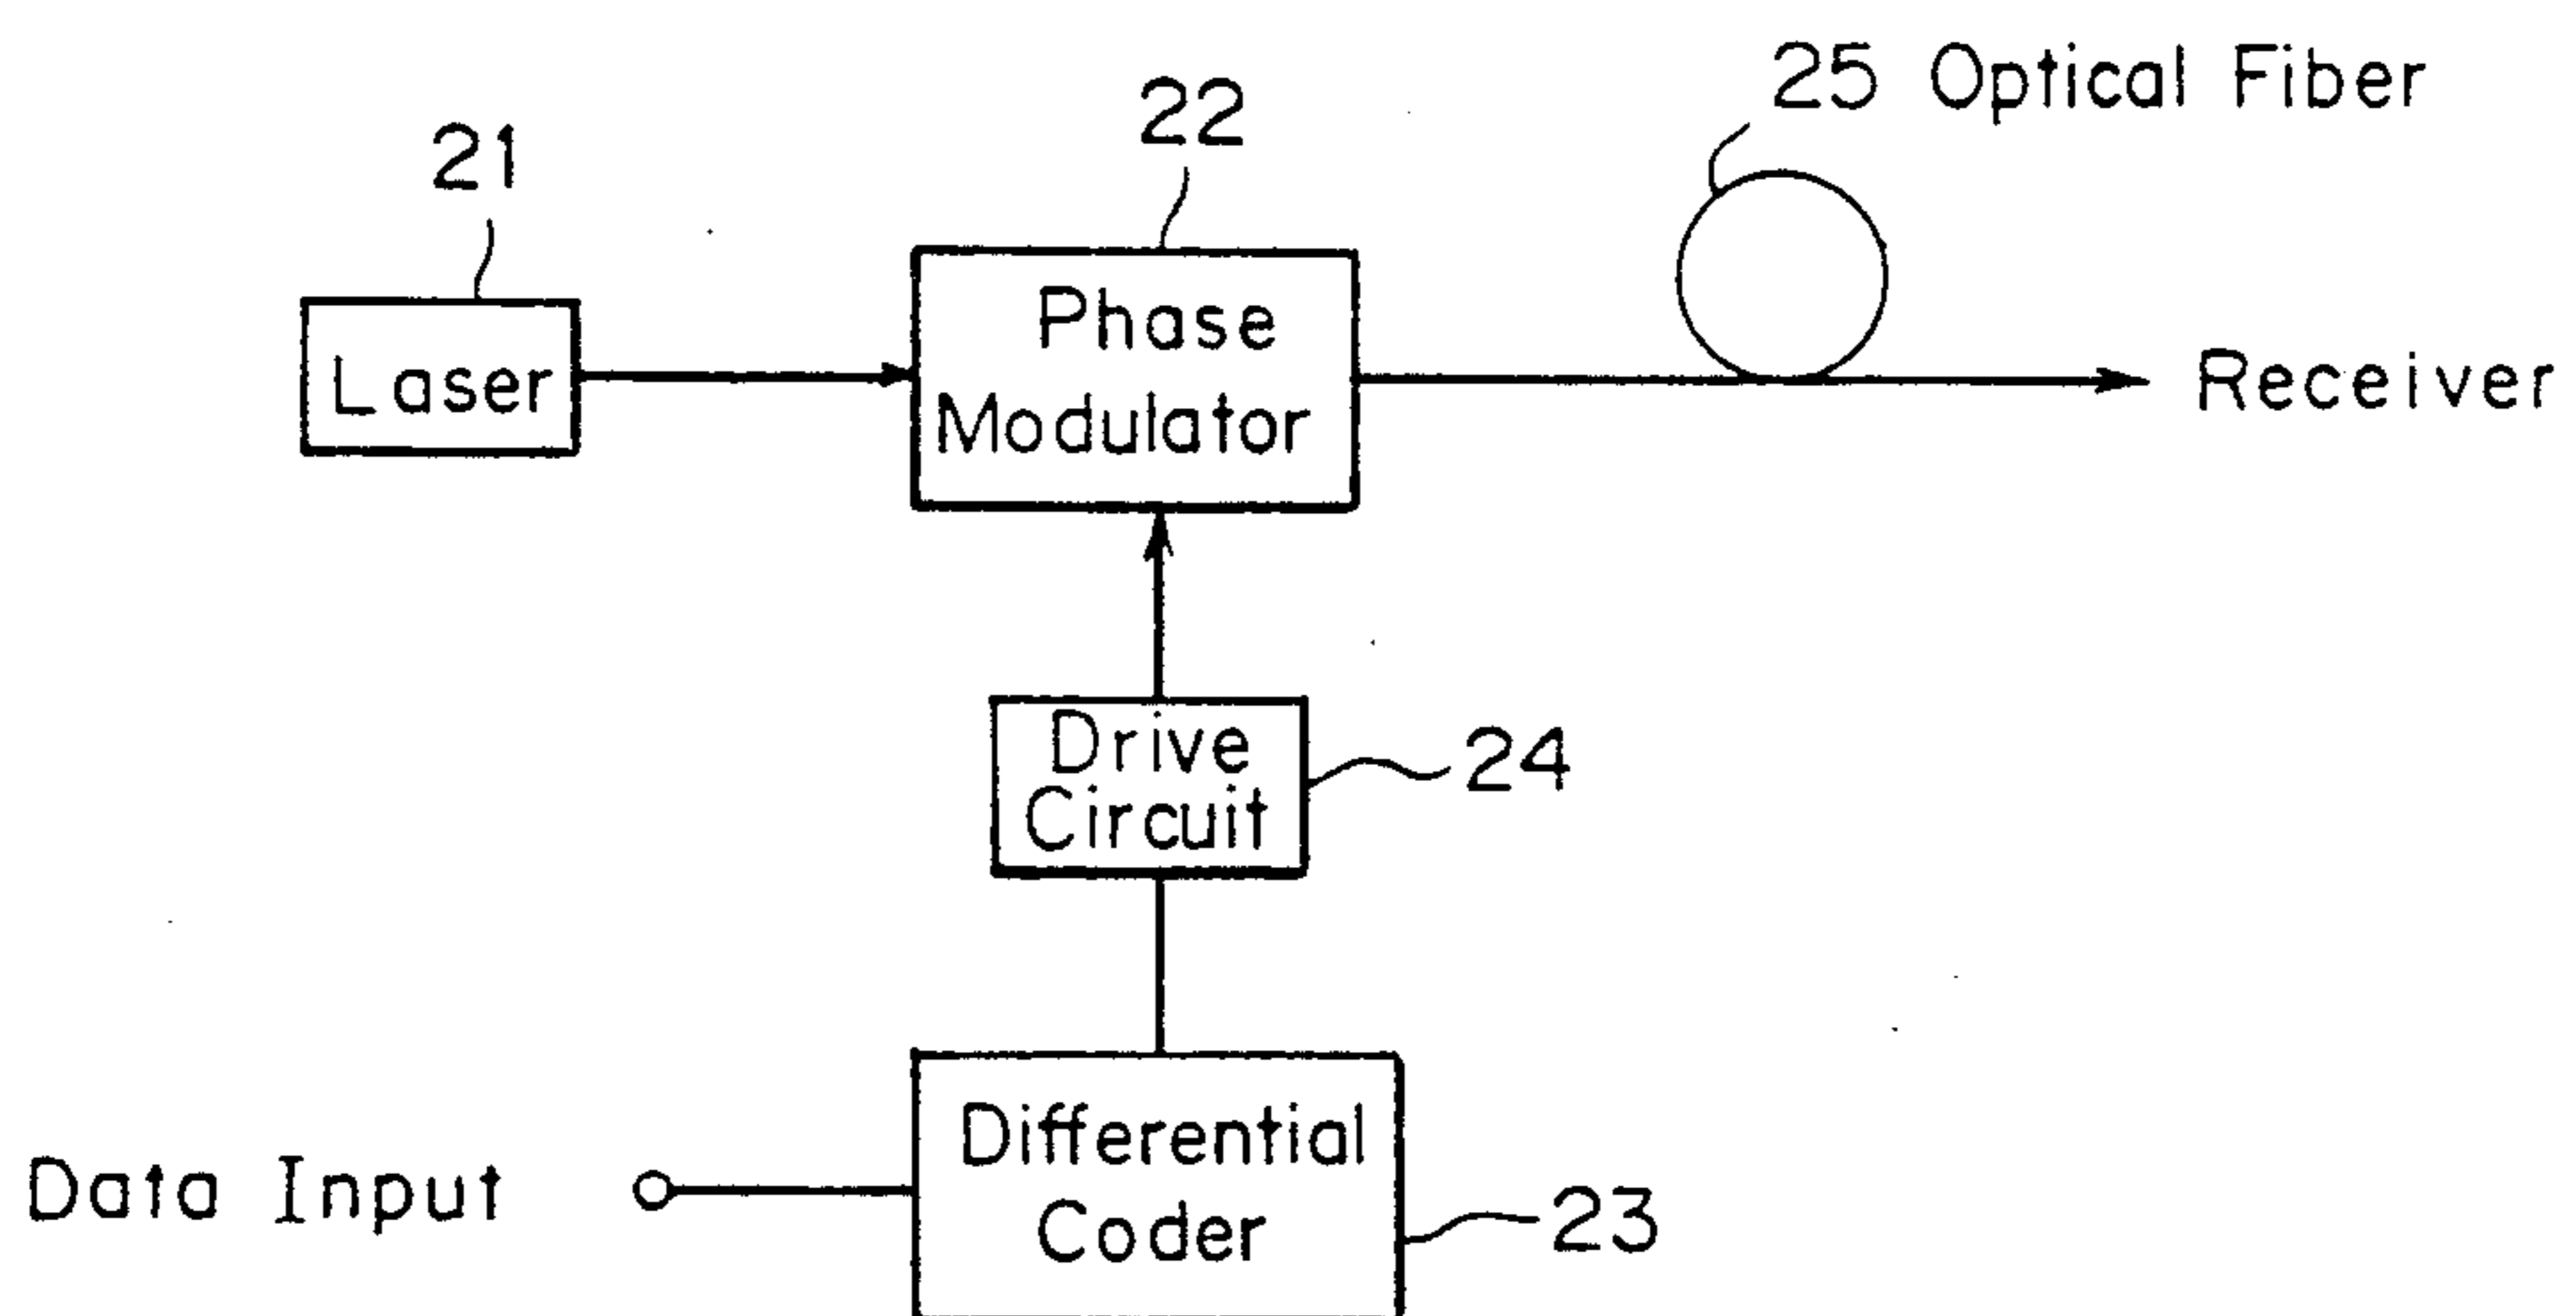 25 Optical Fiber
22
21
Phase
Modulator
Laser
Receiver
Drive
Circuit
24
Differential
Coder
Data Input
23